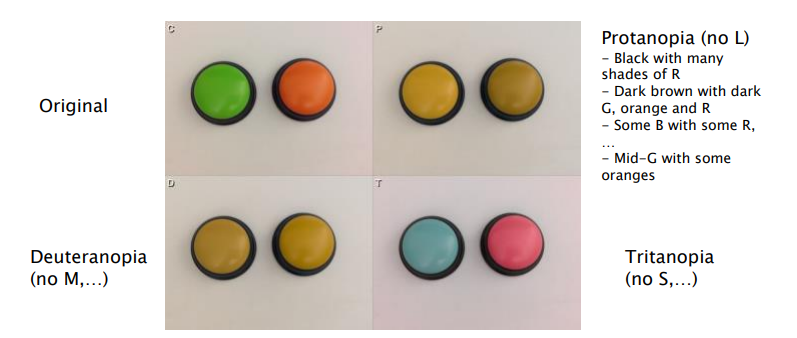 Original
C
P
Protanopia (no L)
- Black with many
shades of R
- Dark brown with dark
G, orange and R
- Some B with some R,
...
- Mid-G with some
oranges
Deuteranopia
(no M,...)
D
T
Tritanopia
(no S,...)